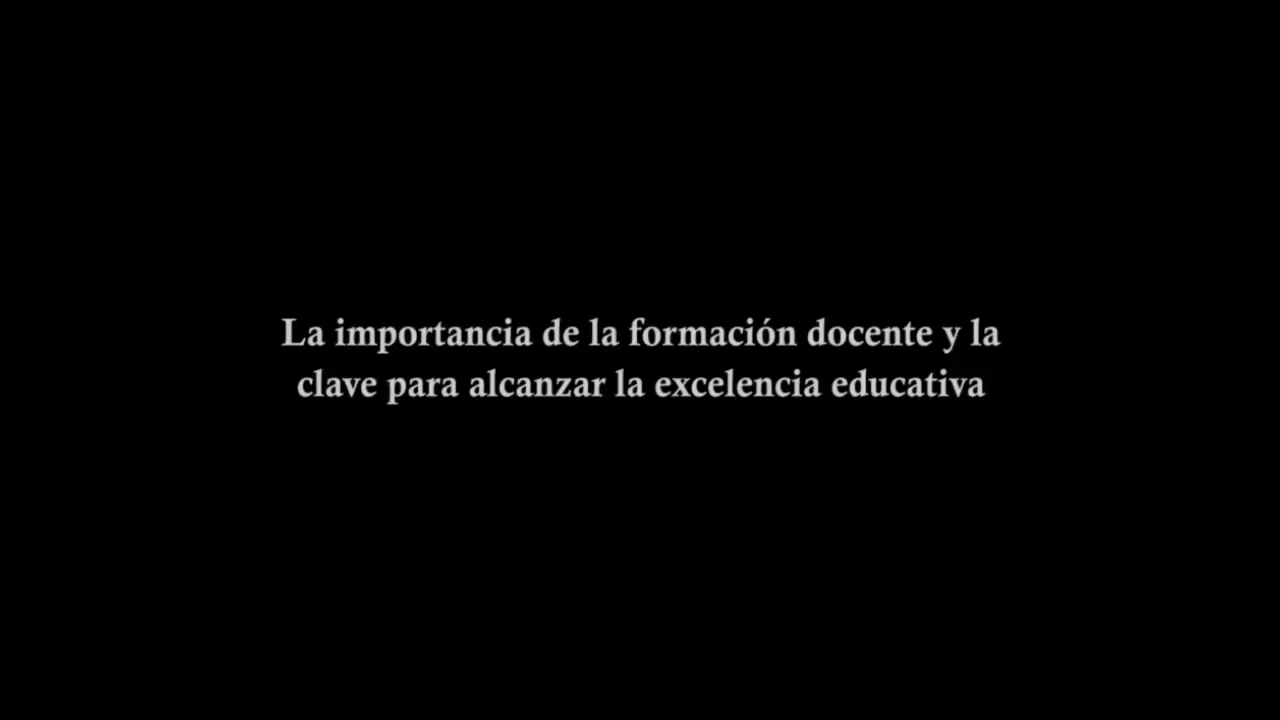 La importancia de la formación docente y la
clave para alcanzar la excelencia educativa